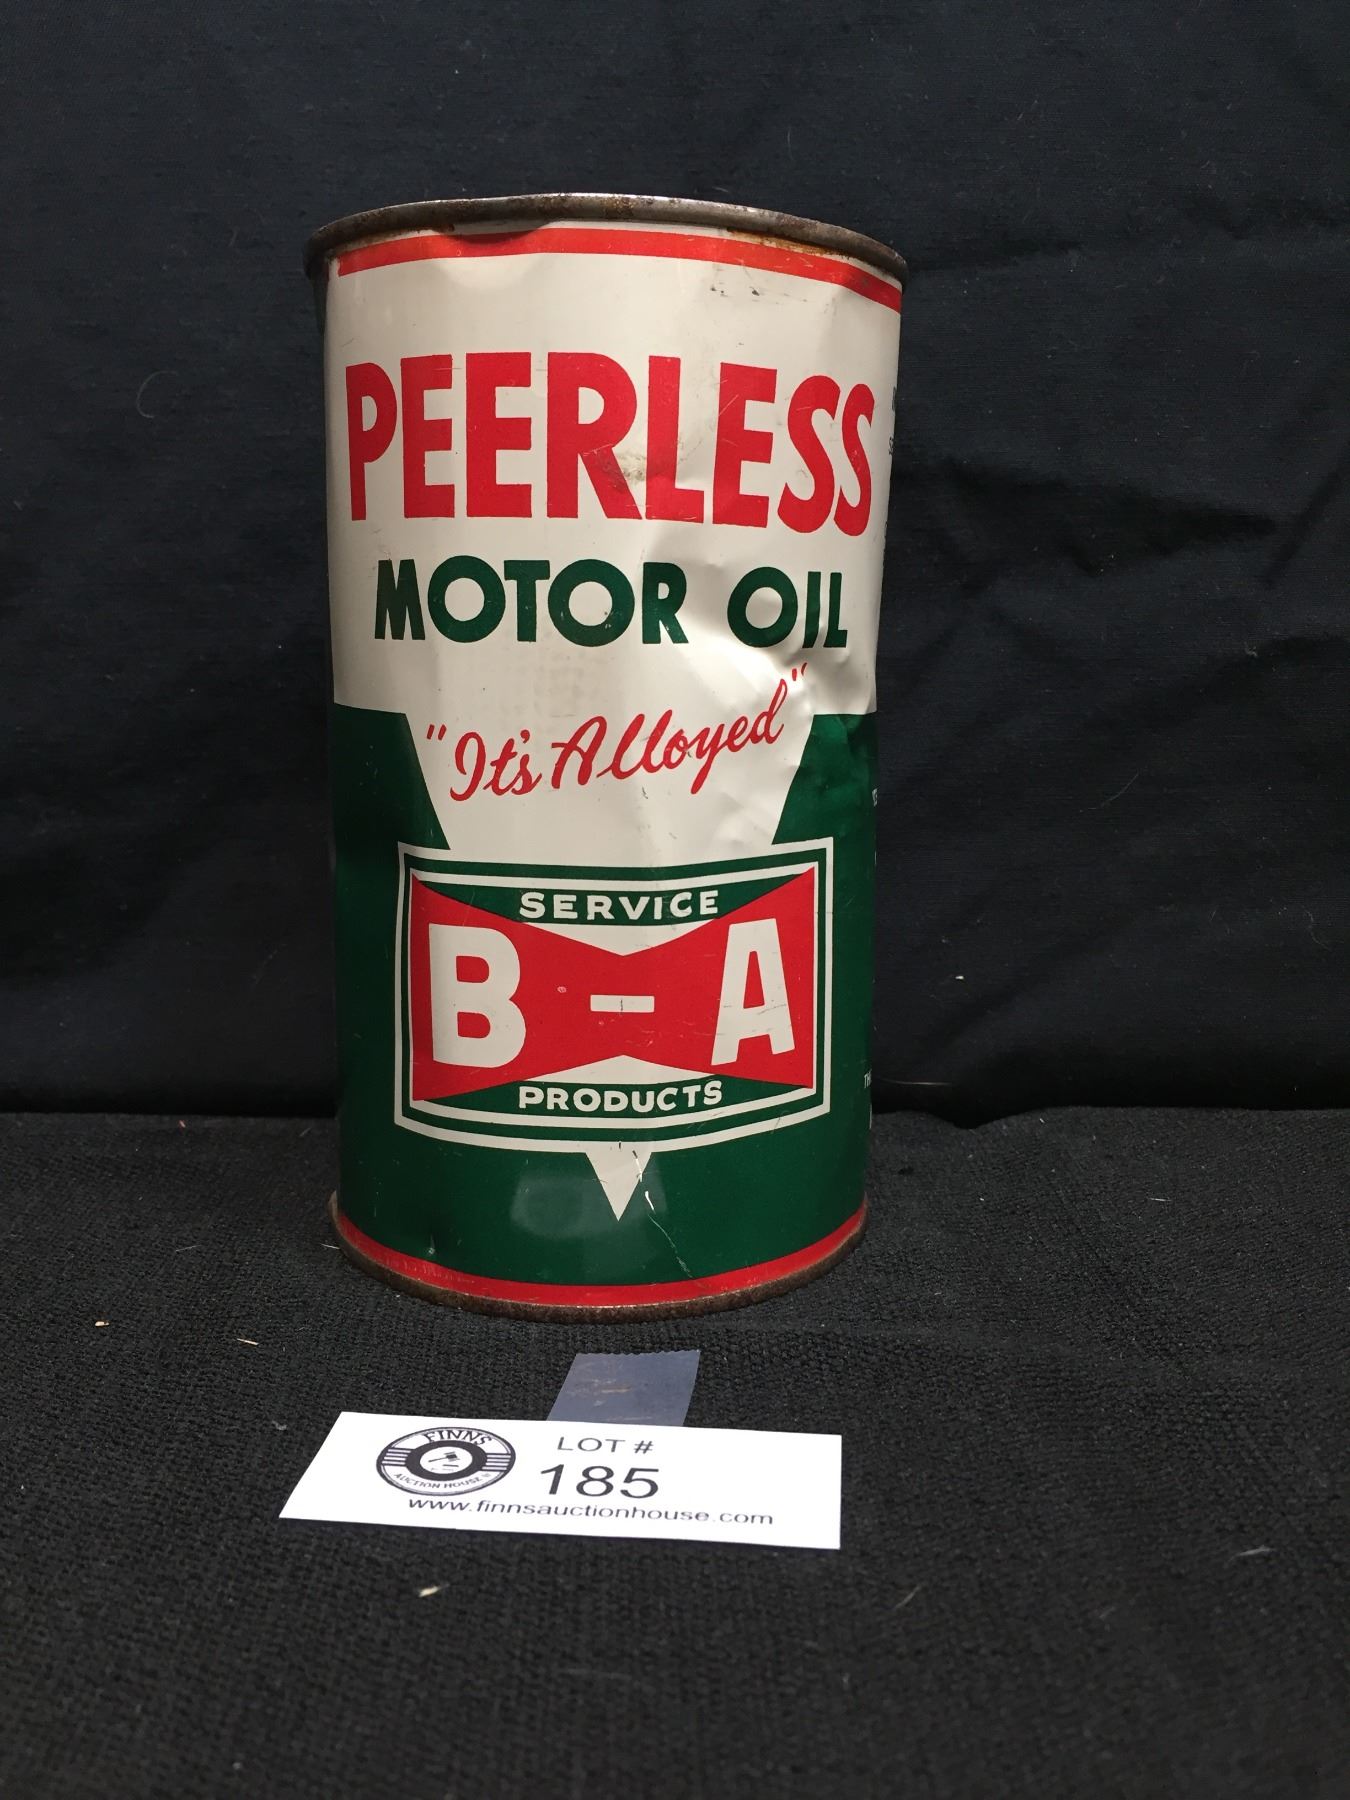 PEERLESS
MOTOR OIL
"It's Alloyed"
SERVICE
B-A
PRODUCTS
FINNS
AUCTION HOUSE
LOT #
185
www.finnsauctionhouse.com